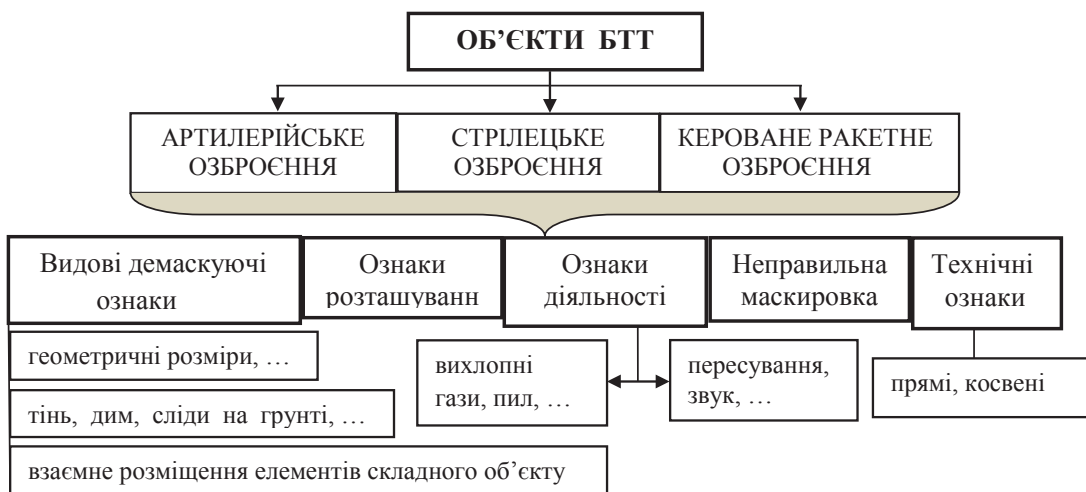 ОБ’ЄКТИ БТТ
АРТИЛЕРІЙСЬКЕ
ОЗБРОЄННЯ
СТРІЛЕЦЬКЕ
ОЗБРОЄННЯ
КЕРОВАНЕ РАКЕТНЕ
ОЗБРОЄННЯ
Видові демаскуючі
ознаки
Ознаки
розташуванн
Ознаки
діяльності
Неправильна
маскировка
Технічні
ознаки
геометричні розміри, …
тінь, дим, сліди на грунті, …
взаємне розміщення елементів складного об’єкту
вихлопні
гази, пил, …
пересування,
звук, …
прямі, косвені